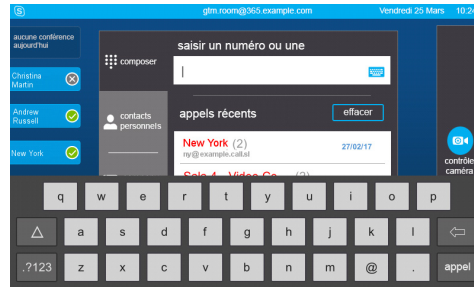 gtm.room@365.example.com
Vendredi 25 Mars 10:24
aucune conférence
aujourd'hui
Christina
Martin
Andrew
Russell
New York
composer
contacts
personnels
saisir un numéro ou une
appels récents
effacer
New York (2)
ny@example.call.sl
27/02/17
contrôle
caméra
q w e r t y u i o p
a s d f g h j k l
.?123 z x c v b n m @ . appel